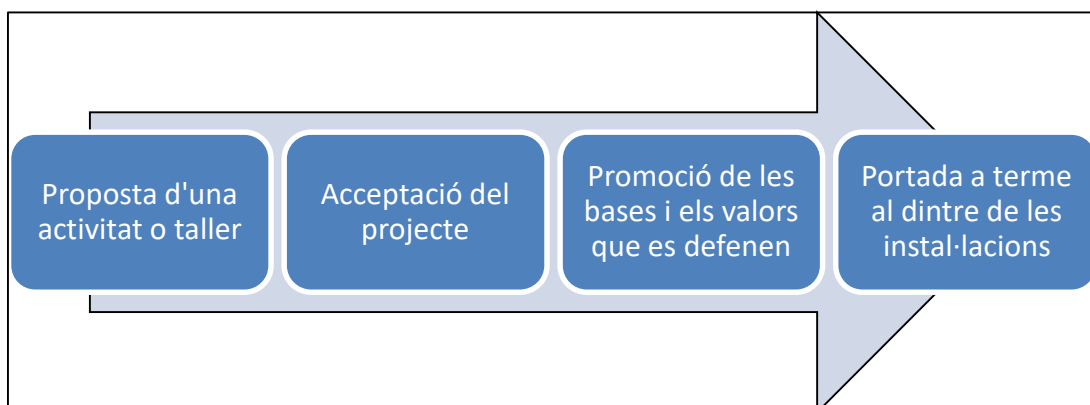 Proposta d'una
activitat o taller
Acceptació del
projecte
Promoció de les
bases i els valors
que es defenen
Portada a terme
al dintre de les
instal·lacions